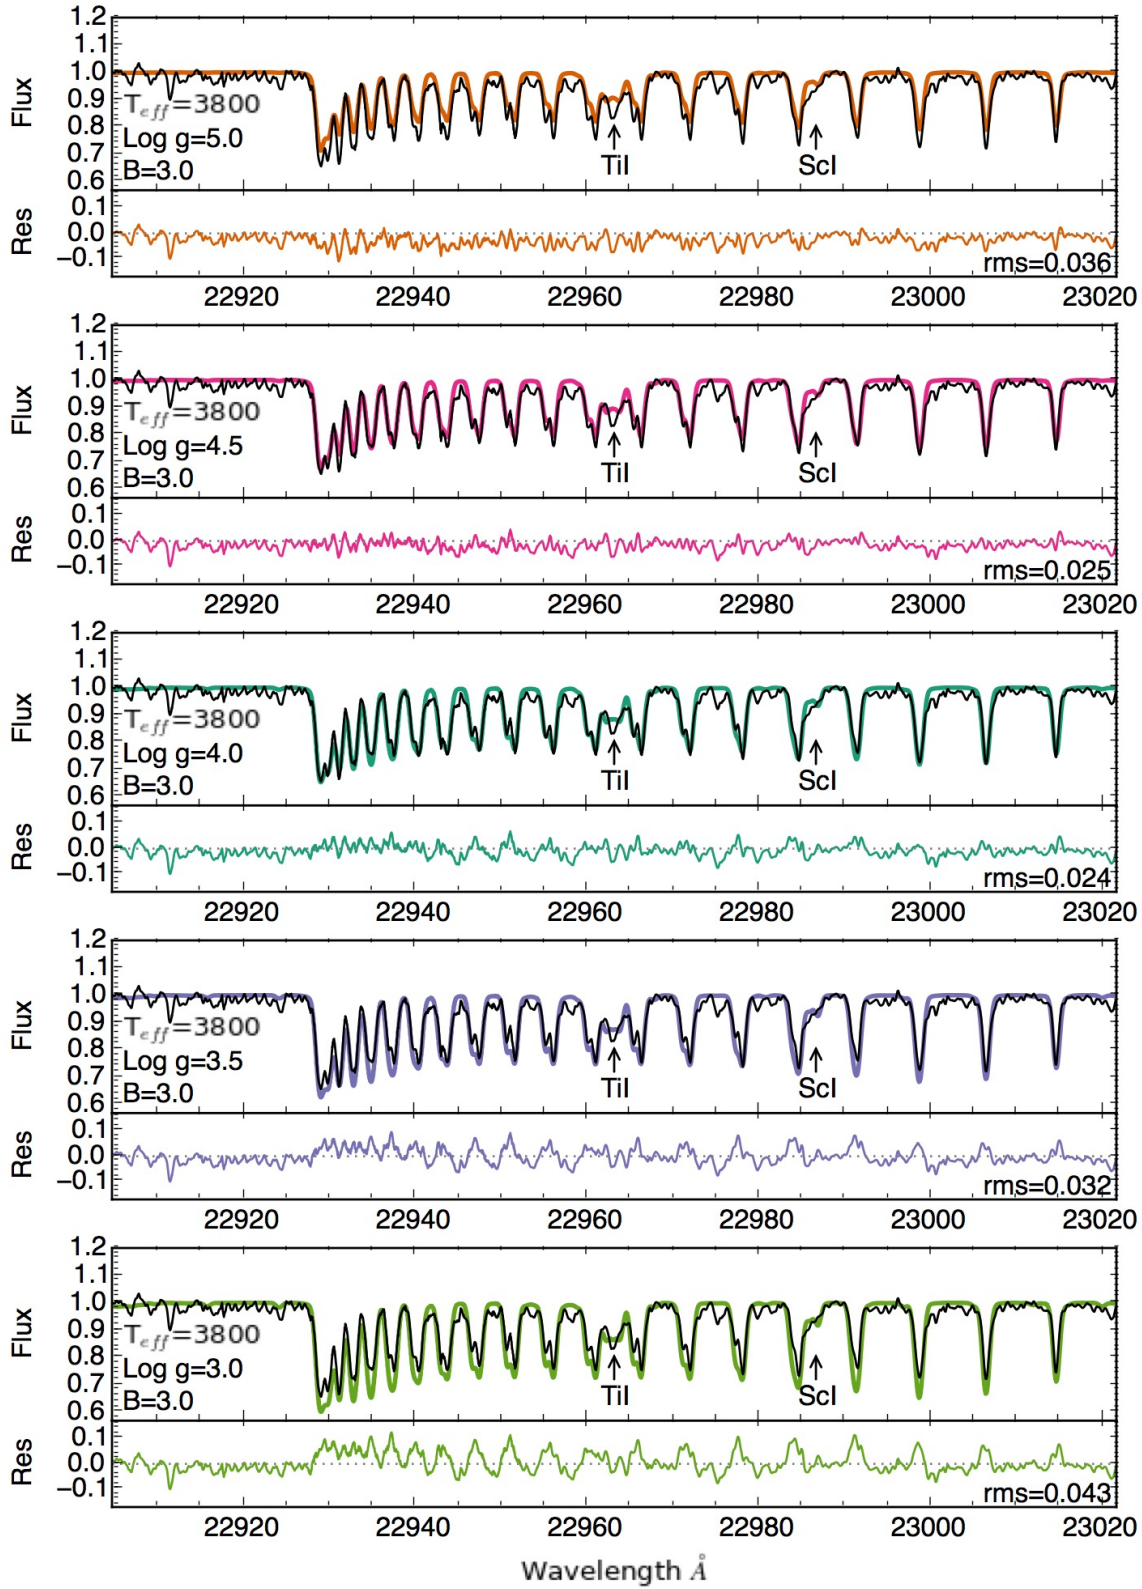 1.2
1.1
1.0
0.9
0.8
0.7
0.6
Flux
T_eff=3800
Log g=5.0
B=3.0
TiI
ScI
0.1
0.0
−0.1
Res
rms=0.036
22920 22940 22960 22980 23000 23020
1.2
1.1
1.0
0.9
0.8
0.7
0.6
Flux
T_eff=3800
Log g=4.5
B=3.0
TiI
ScI
0.1
0.0
−0.1
Res
rms=0.025
22920 22940 22960 22980 23000 23020
1.2
1.1
1.0
0.9
0.8
0.7
0.6
Flux
T_eff=3800
Log g=4.0
B=3.0
TiI
ScI
0.1
0.0
−0.1
Res
rms=0.024
22920 22940 22960 22980 23000 23020
1.2
1.1
1.0
0.9
0.8
0.7
0.6
Flux
T_eff=3800
Log g=3.5
B=3.0
TiI
ScI
0.1
0.0
−0.1
Res
rms=0.032
22920 22940 22960 22980 23000 23020
1.2
1.1
1.0
0.9
0.8
0.7
0.6
Flux
T_eff=3800
Log g=3.0
B=3.0
TiI
ScI
0.1
0.0
−0.1
Res
rms=0.043
22920 22940 22960 22980 23000 23020
Wavelength Å